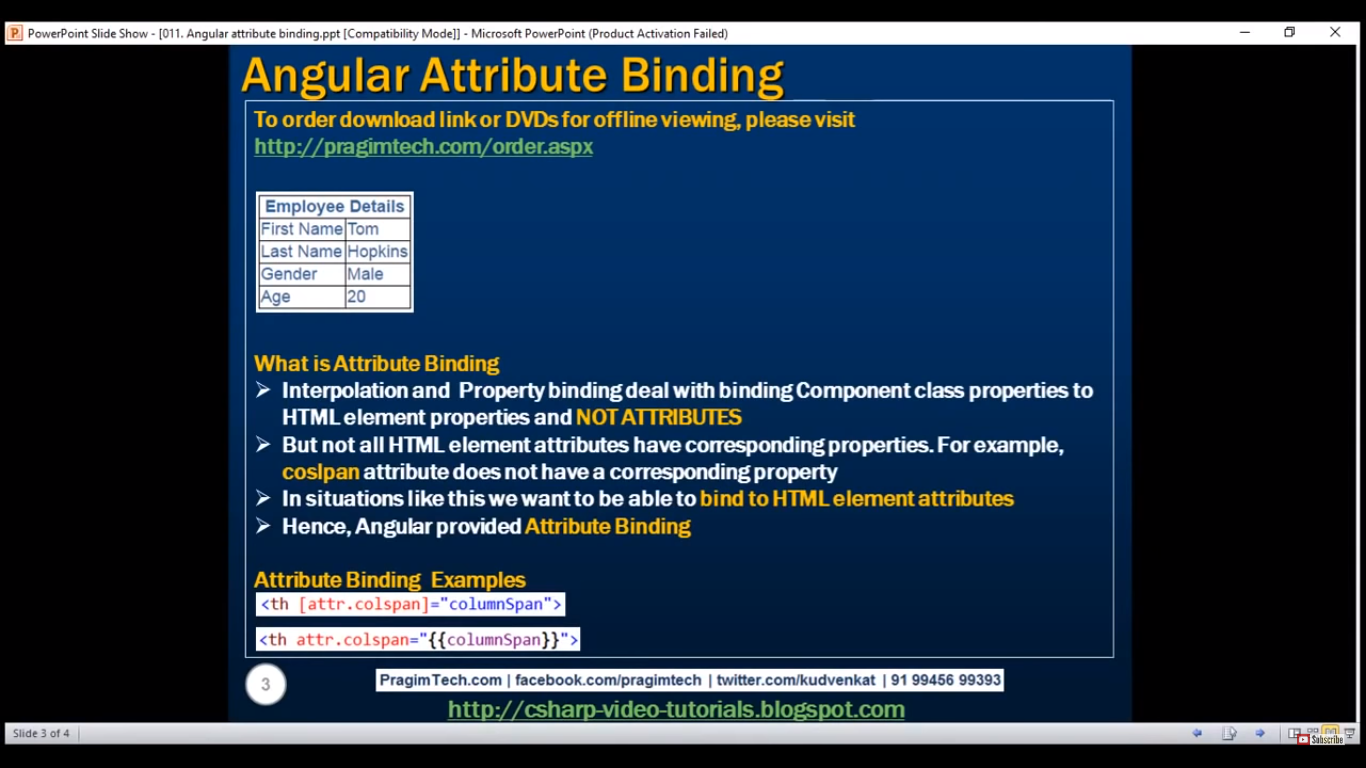 PowerPoint Slide Show - [011. Angular attribute binding.ppt [Compatibility Mode]] - Microsoft PowerPoint (Product Activation Failed)
Angular Attribute Binding
To order download link or DVDs for offline viewing, please visit
http://pragimtech.com/order.aspx
Employee Details
First Name Tom
Last Name Hopkins
Gender Male
Age 20
What is Attribute Binding
Interpolation and Property binding deal with binding Component class properties to
HTML element properties and NOT ATTRIBUTES
But not all HTML element attributes have corresponding properties. For example,
coslpan attribute does not have a corresponding property
In situations like this we want to be able to bind to HTML element attributes
Hence, Angular provided Attribute Binding
Attribute Binding Examples
<th [attr.colspan]="columnSpan">
<th attr.colspan="{{columnSpan}}">
3
PragimTech.com | facebook.com/pragimtech | twitter.com/kudvenkat | 91 99456 99393
http://csharp-video-tutorials.blogspot.com
Slide 3 of 4
Subscribe